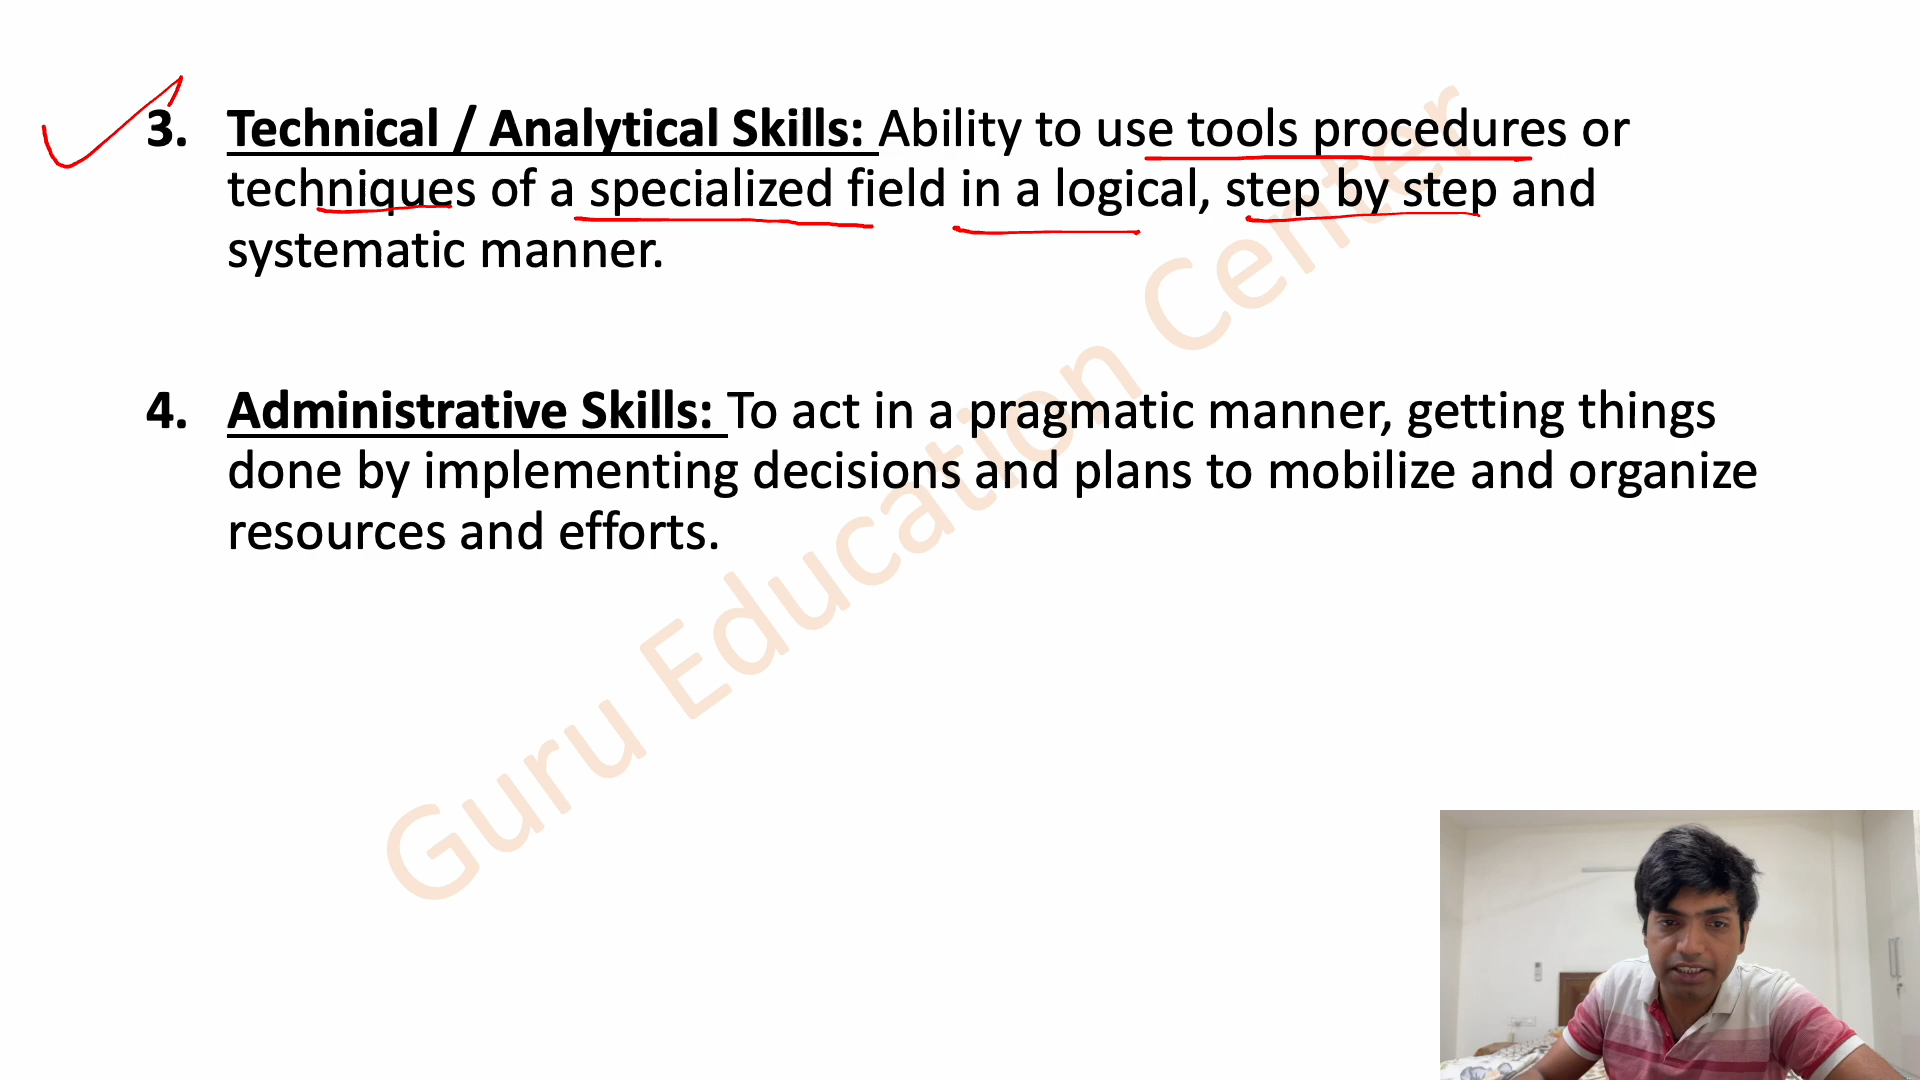 3. Technical / Analytical Skills: Ability to use tools procedures or
techniques of a specialized field in a logical, step by step and
systematic manner.
4. Administrative Skills: To act in a pragmatic manner, getting things
done by implementing decisions and plans to mobilize and organize
resources and efforts.
Guru Education Center